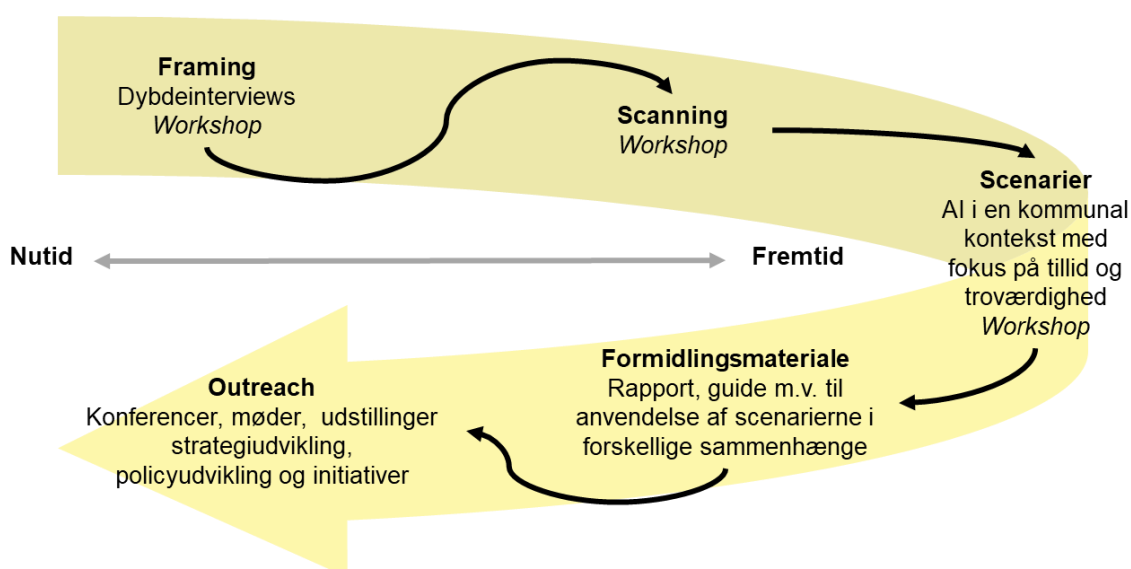 Framing
Dybdeinterviews
Workshop
Scanning
Workshop
Scenarier
AI i en kommunal
kontekst med
fokus på tillid og
troværdighed
Workshop
Nutid
Fremtid
Formidlingsmateriale
Rapport, guide m.v. til
anvendelse af scenarierne i
forskellige sammenhænge
Outreach
Konferencer, møder, udstillinger
strategiudvikling,
policyudvikling og initiativer